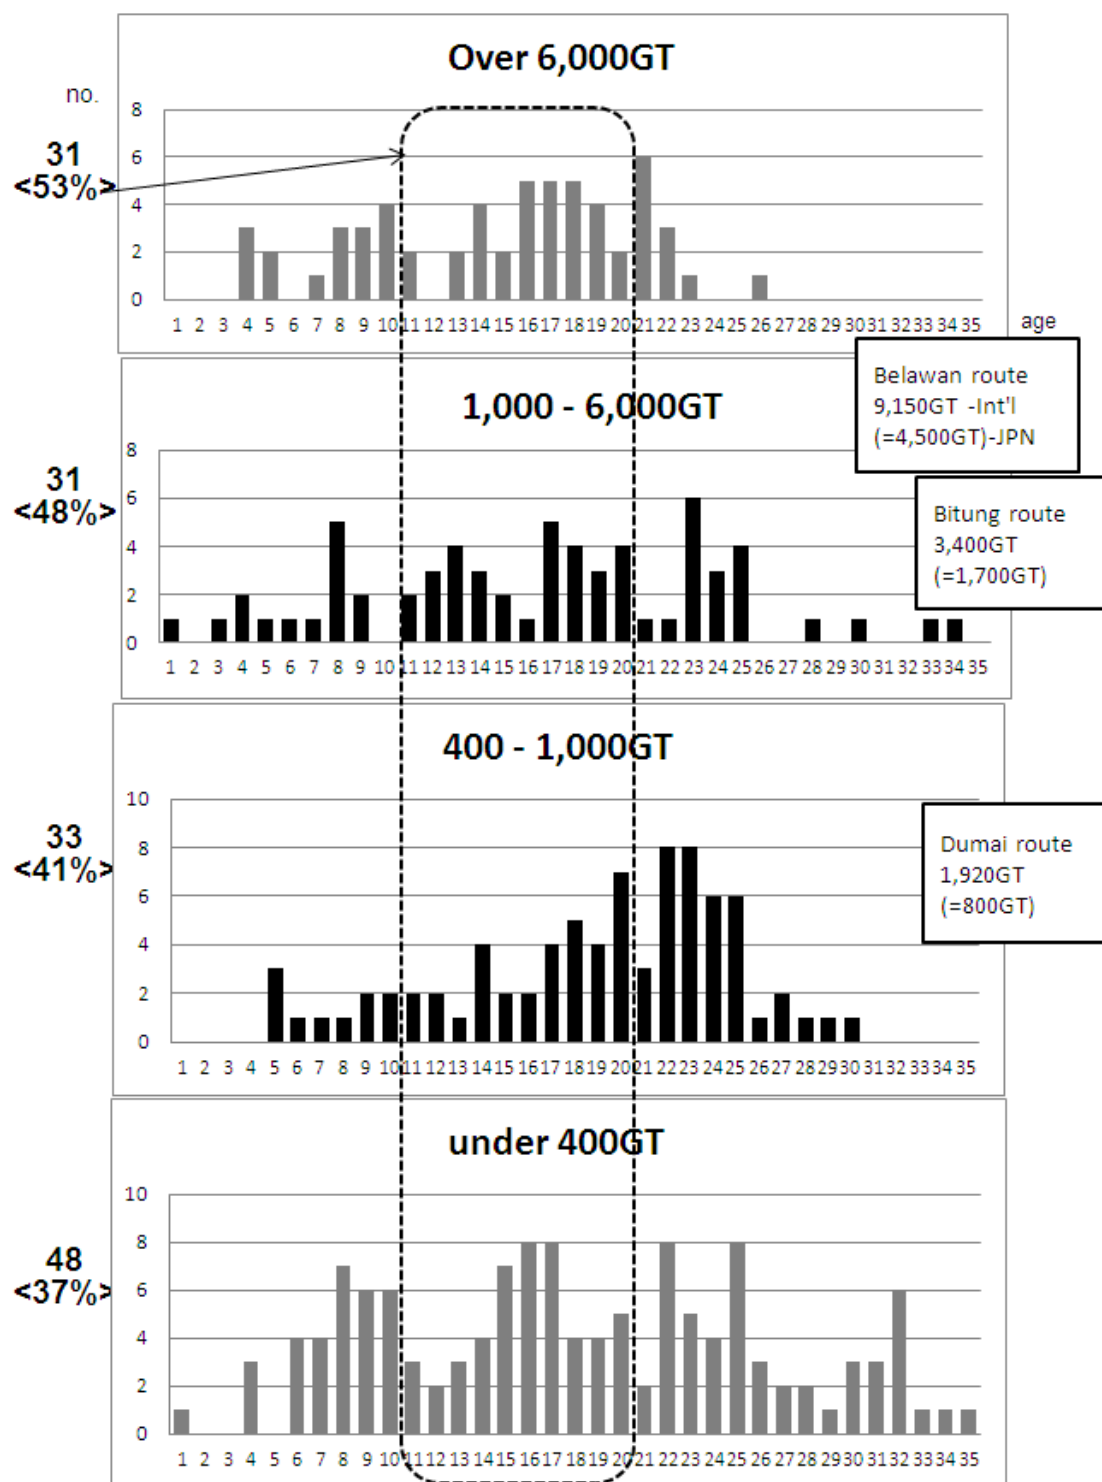 Over 6,000GT
no.
31
<53%>
8
6
4
2
0
1 2 3 4 5 6 7 8 9 10 11 12 13 14 15 16 17 18 19 20 21 22 23 24 25 26 27 28 29 30 31 32 33 34 35
age
Belawan route
9,150GT -Int'l
(=4,500GT)-JPN
1,000 - 6,000GT
31
<48%>
8
6
4
2
0
1 2 3 4 5 6 7 8 9 10 11 12 13 14 15 16 17 18 19 20 21 22 23 24 25 26 27 28 29 30 31 32 33 34 35
Bitung route
3,400GT
(=1,700GT)
400 - 1,000GT
33
<41%>
10
8
6
4
2
0
1 2 3 4 5 6 7 8 9 10 11 12 13 14 15 16 17 18 19 20 21 22 23 24 25 26 27 28 29 30 31 32 33 34 35
Dumai route
1,920GT
(=800GT)
under 400GT
48
<37%>
10
8
6
4
2
0
1 2 3 4 5 6 7 8 9 10 11 12 13 14 15 16 17 18 19 20 21 22 23 24 25 26 27 28 29 30 31 32 33 34 35